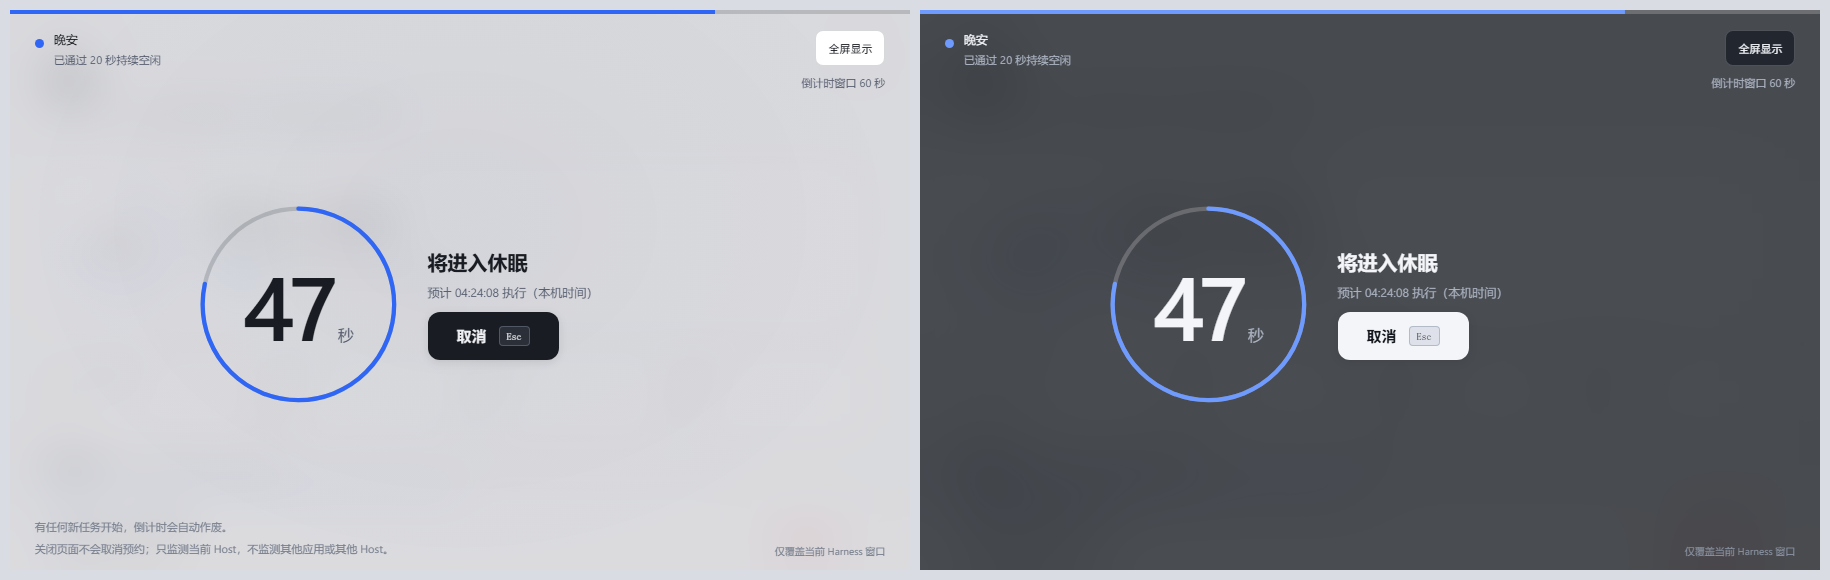 晚安
已通过 20 秒持续空闲
全屏显示
倒计时窗口 60 秒
47 秒
将进入休眠
预计 04:24:08 执行（本机时间）
取消 Esc
有任何新任务开始，倒计时会自动作废。
关闭页面不会取消预约；只监测当前 Host，不监测其他应用或其他 Host。
仅覆盖当前 Harness 窗口
晚安
已通过 20 秒持续空闲
全屏显示
倒计时窗口 60 秒
47 秒
将进入休眠
预计 04:24:08 执行（本机时间）
取消 Esc
仅覆盖当前 Harness 窗口